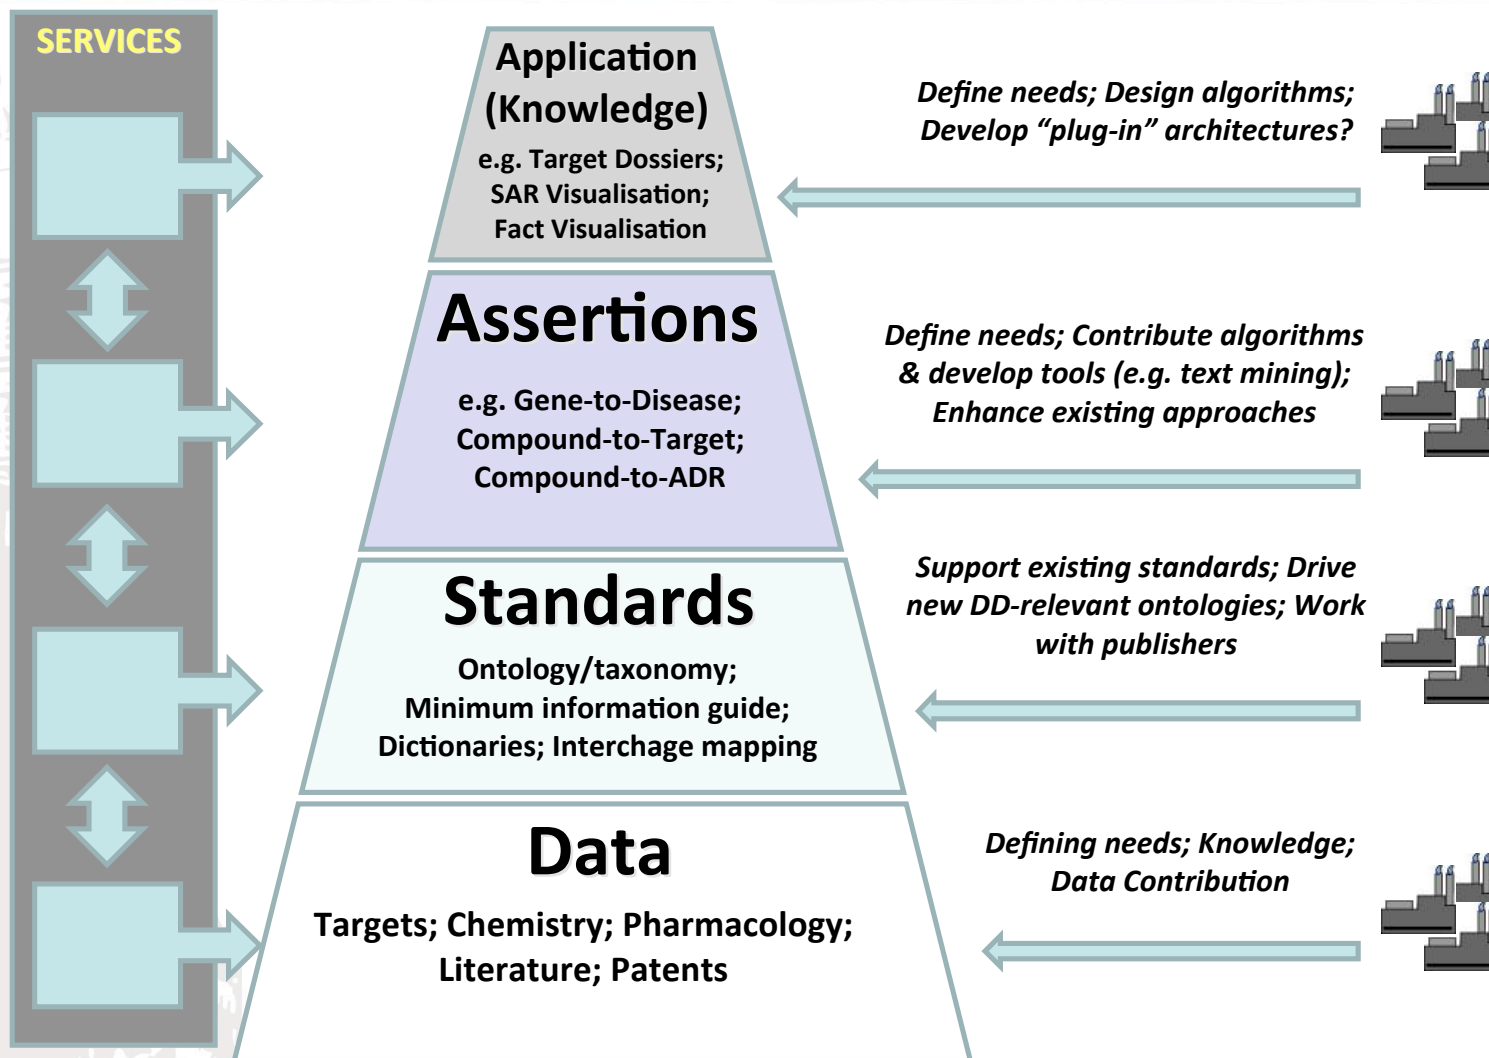 SERVICES
Application
(Knowledge)
e.g. Target Dossiers;
SAR Visualisation;
Fact Visualisation
Define needs; Design algorithms;
Develop “plug-in” architectures?
Assertions
e.g. Gene-to-Disease;
Compound-to-Target;
Compound-to-ADR
Define needs; Contribute algorithms
& develop tools (e.g. text mining);
Enhance existing approaches
Standards
Ontology/taxonomy;
Minimum information guide;
Dictionaries; Interchage mapping
Support existing standards; Drive
new DD-relevant ontologies; Work
with publishers
Data
Targets; Chemistry; Pharmacology;
Literature; Patents
Defining needs; Knowledge;
Data Contribution